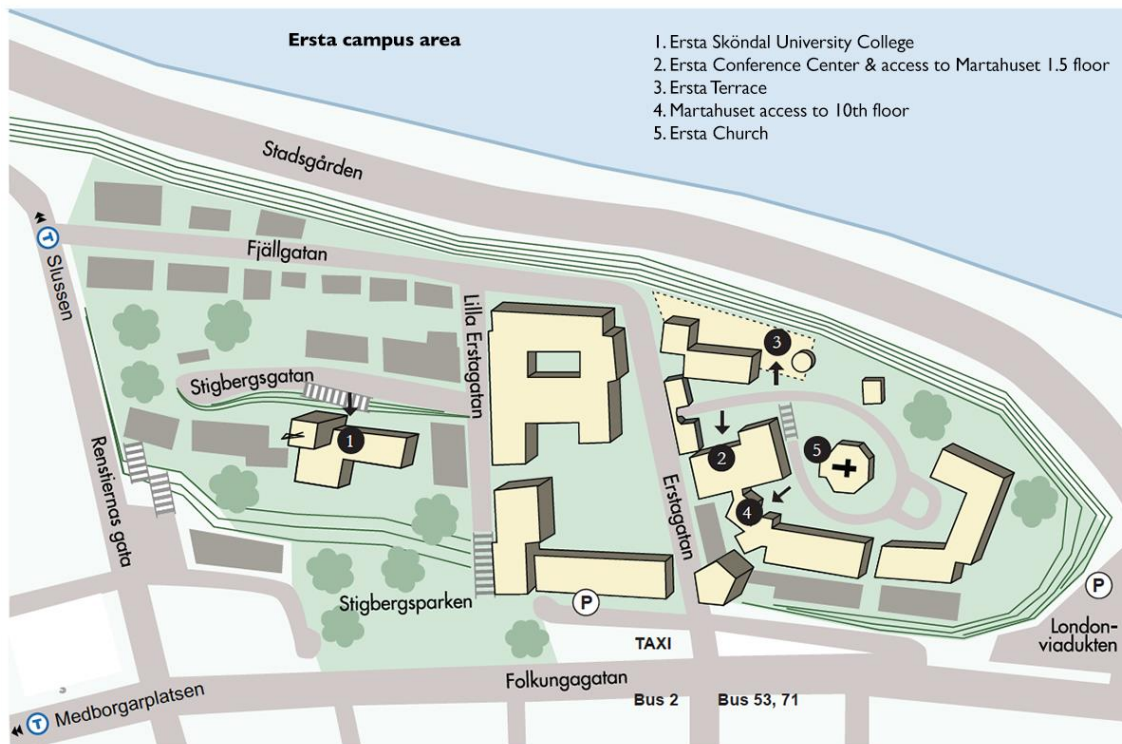 Ersta campus area
1. Ersta Sköndal University College
2. Ersta Conference Center & access to Martahuset 1.5 floor
3. Ersta Terrace
4. Martahuset access to 10th floor
5. Ersta Church
Stadsgården
T
Slussen
Fjällgatan
Lilla Erstagatan
3
Stigbergsgatan
1
2
5
4
Renstiernas gata
Erstagatan
Stigbergsparken
P
P
London-
viadukten
TAXI
Folkungagatan
Bus 2
Bus 53, 71
T
Medborgarplatsen